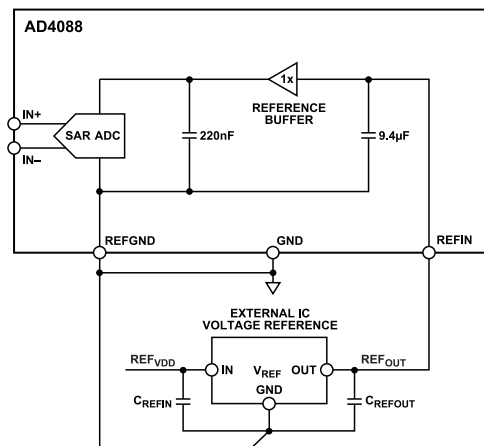 AD4088
1x
REFERENCE
BUFFER
IN+
IN–
SAR ADC
220nF
9.4µF
REFGND
GND
REFIN
EXTERNAL IC
VOLTAGE REFERENCE
REFVDD
IN
VREF
OUT
REFOUT
GND
CREFIN
CREFOUT